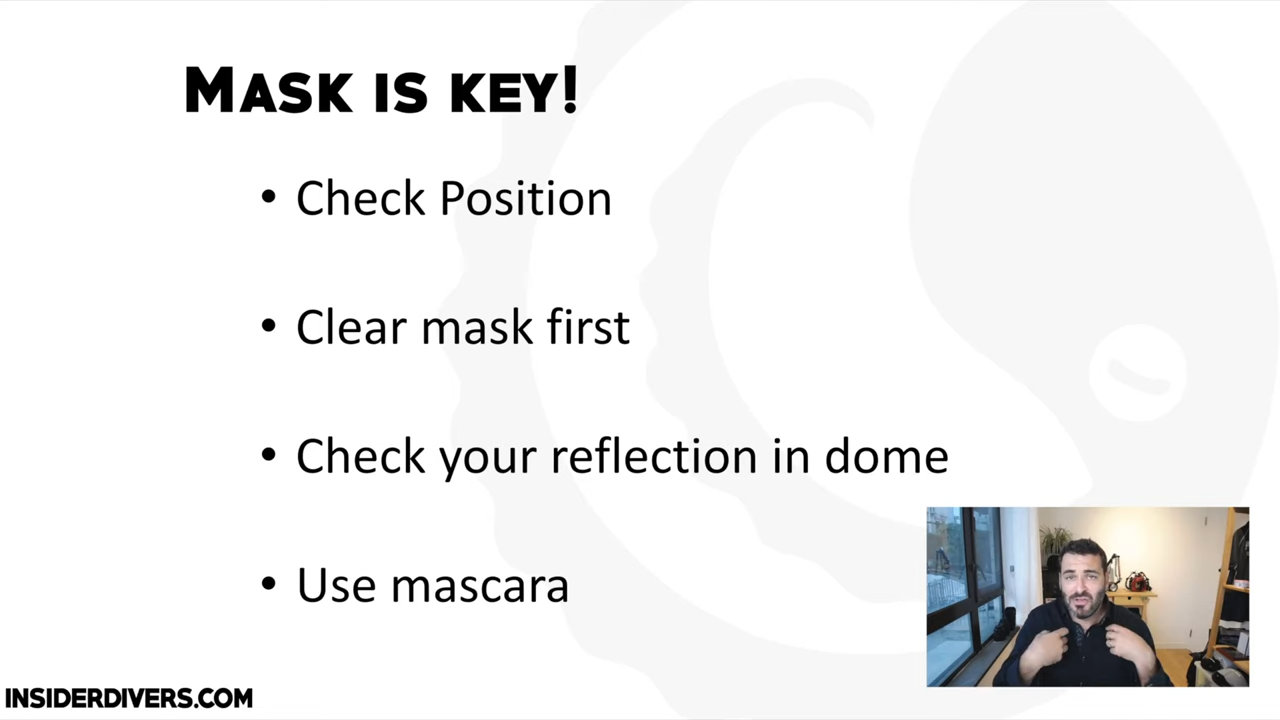 MASK IS KEY!
• Check Position
• Clear mask first
• Check your reflection in dome
• Use mascara
INSIDERDIVERS.COM